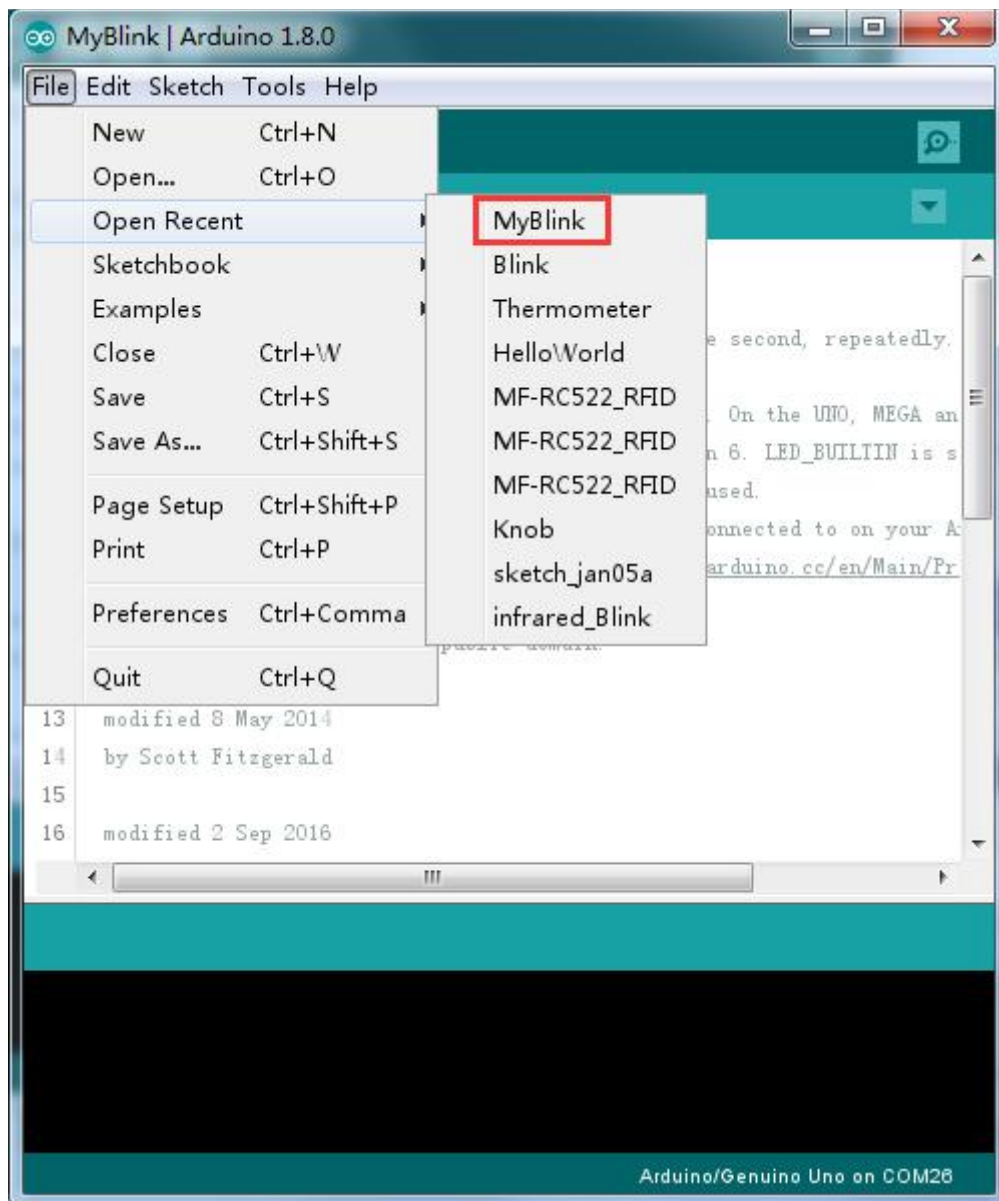 MyBlink | Arduino 1.8.0
File Edit Sketch Tools Help
New Ctrl+N
Open... Ctrl+O
Open Recent
Sketchbook
Examples
Close Ctrl+W
Save Ctrl+S
Save As... Ctrl+Shift+S
Page Setup Ctrl+Shift+P
Print Ctrl+P
Preferences Ctrl+Comma
Quit Ctrl+Q
MyBlink
Blink
Thermometer
HelloWorld
MF-RC522_RFID
MF-RC522_RFID
MF-RC522_RFID
Knob
sketch_jan05a
infrared_Blink
second, repeatedly.
. On the UNO, MEGA an
6. LED_BUILTIN is s
used.
onnected to on your A
arduino.cc/en/Main/Pr
public domain.
13 modified 8 May 2014
14 by Scott Fitzgerald
15
16 modified 2 Sep 2016
Arduino/Genuino Uno on COM26